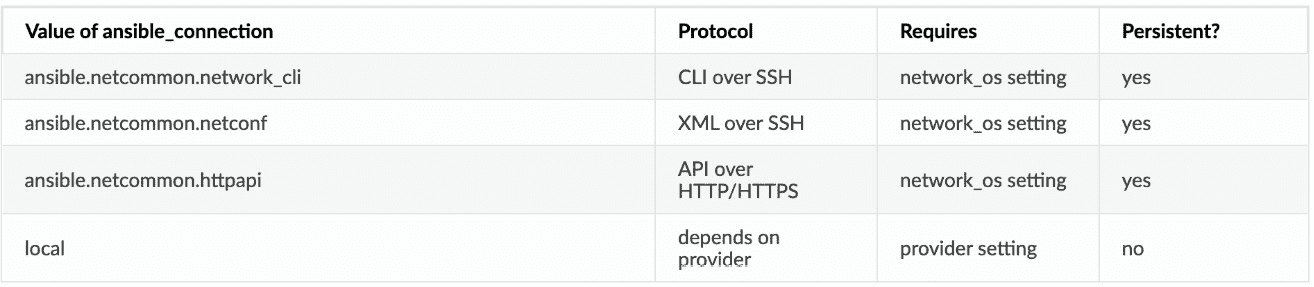 Value of ansible_connection Protocol Requires Persistent?
ansible.netcommon.network_cli CLI over SSH network_os setting yes
ansible.netcommon.netconf XML over SSH network_os setting yes
ansible.netcommon.httpapi API over HTTP/HTTPS network_os setting yes
local depends on provider provider setting no